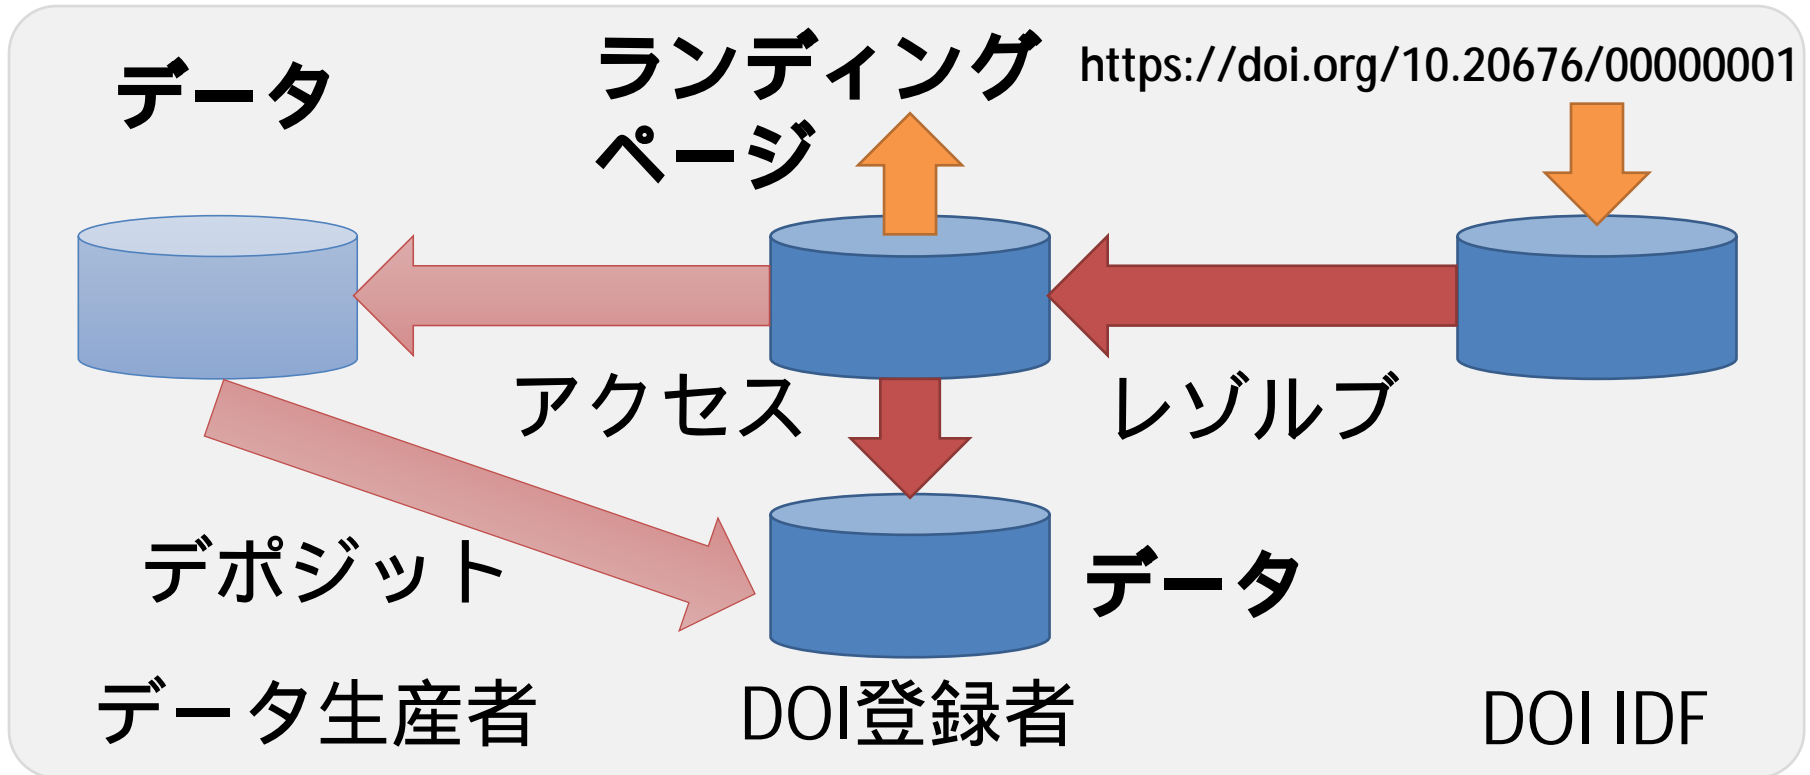 データ
ランディング
ページ
https://doi.org/10.20676/00000001
アクセス
レゾルブ
デポジット
データ
データ生産者
DOI登録者
DOI IDF